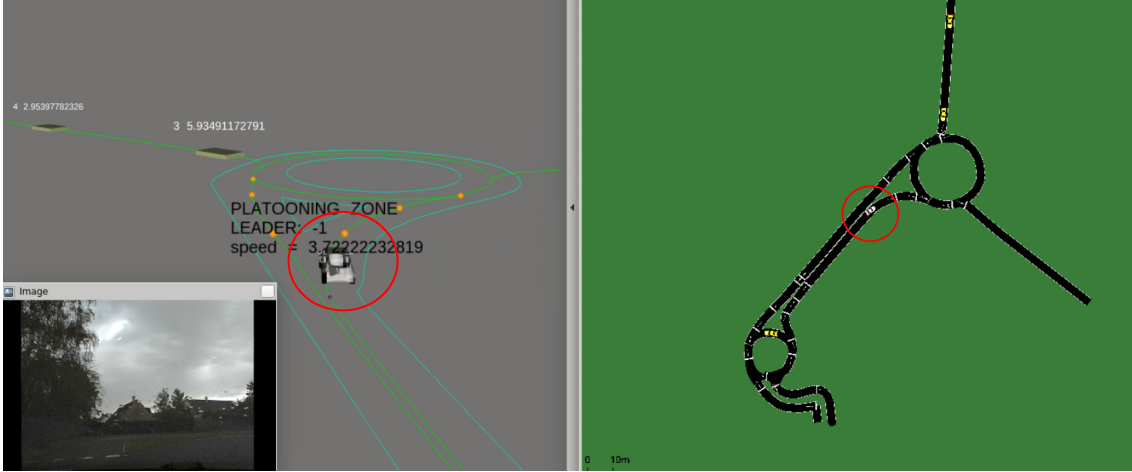 4 2.95397782326
3 5.93491172791
PLATOONING ZONE
LEADER: -1
speed = 3.72222232819
Image
0 10m